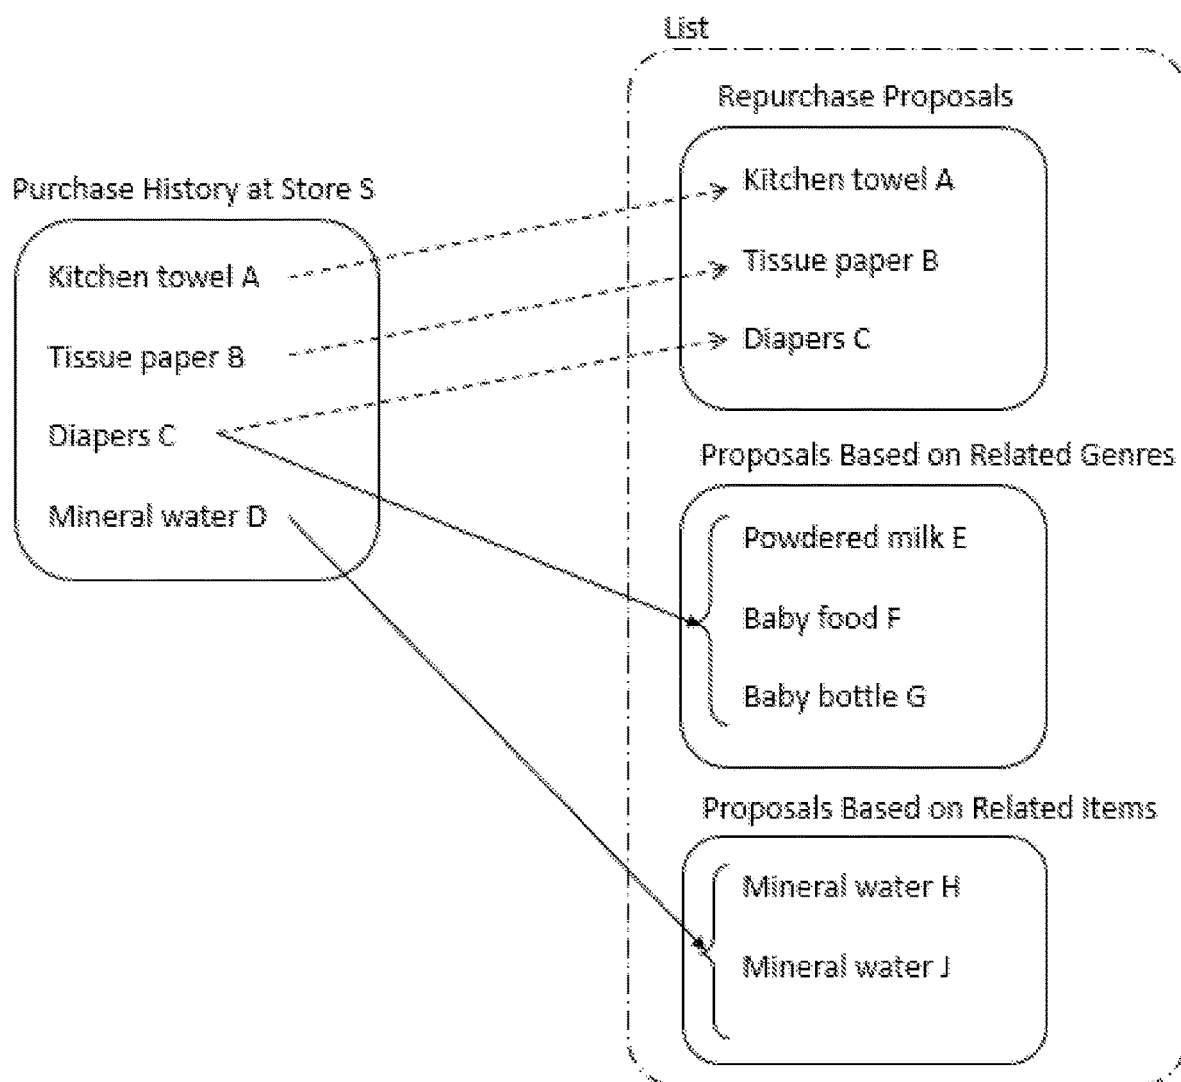 List
Repurchase Proposals
Kitchen towel A
Tissue paper B
Diapers C
Purchase History at Store S
Kitchen towel A
Tissue paper B
Diapers C
Mineral water D
Proposals Based on Related Genres
Powdered milk E
Baby food F
Baby bottle G
Proposals Based on Related Items
Mineral water H
Mineral water J